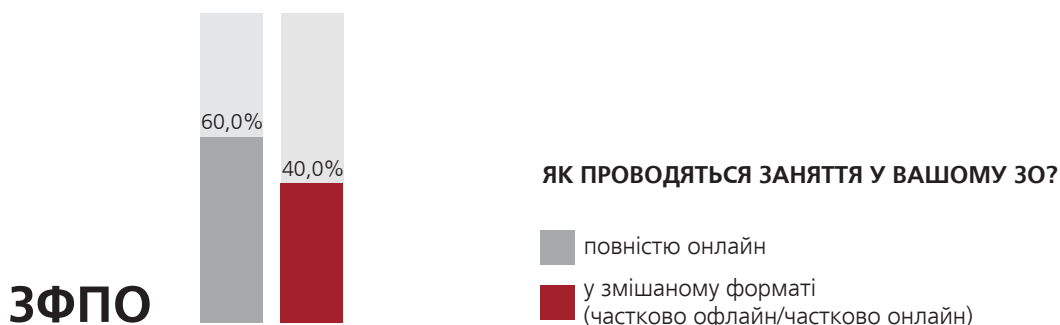 60,0%
40,0%
ЗФПО
ЯК ПРОВОДЯТЬСЯ ЗАНЯТТЯ У ВАШОМУ ЗО?
повністю онлайн
у змішаному форматі
(частково офлайн/частково онлайн)